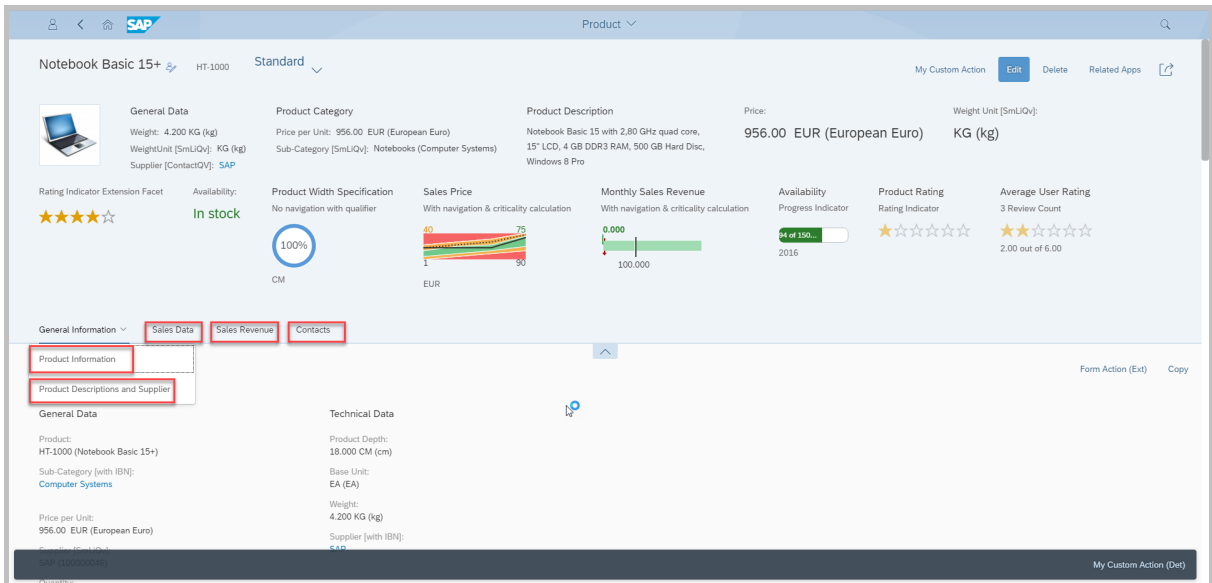 SAP
Product
Notebook Basic 15+
HT-1000
Standard
My Custom Action
Edit
Delete
Related Apps
General Data
Weight: 4.200 KG (kg)
WeightUnit [SmLiQv]: KG (kg)
Supplier [ContactQV]: SAP
Product Category
Price per Unit: 956.00 EUR (European Euro)
Sub-Category [SmLiQv]: Notebooks (Computer Systems)
Product Description
Notebook Basic 15 with 2,80 GHz quad core,
15" LCD, 4 GB DDR3 RAM, 500 GB Hard Disc,
Windows 8 Pro
Price:
956.00 EUR (European Euro)
Weight Unit [SmLiQv]:
KG (kg)
Rating Indicator Extension Facet
Availability:
In stock
Product Width Specification
No navigation with qualifier
100%
CM
Sales Price
With navigation & criticality calculation
40
75
1
90
EUR
Monthly Sales Revenue
With navigation & criticality calculation
0.000
100.000
Availability
Progress Indicator
94 of 150...
2016
Product Rating
Rating Indicator
Average User Rating
3 Review Count
2.00 out of 6.00
General Information
Sales Data
Sales Revenue
Contacts
Product Information
Product Descriptions and Supplier
Form Action (Ext)
Copy
General Data
Product:
HT-1000 (Notebook Basic 15+)
Sub-Category [with IBN]:
Computer Systems
Price per Unit:
956.00 EUR (European Euro)
Supplier [SmLiQv]:
Technical Data
Product Depth:
18.000 CM (cm)
Base Unit:
EA (EA)
Weight:
4.200 KG (kg)
Supplier [with IBN]:
SAP
SAP (100000046)
My Custom Action (Det)
Quantity: